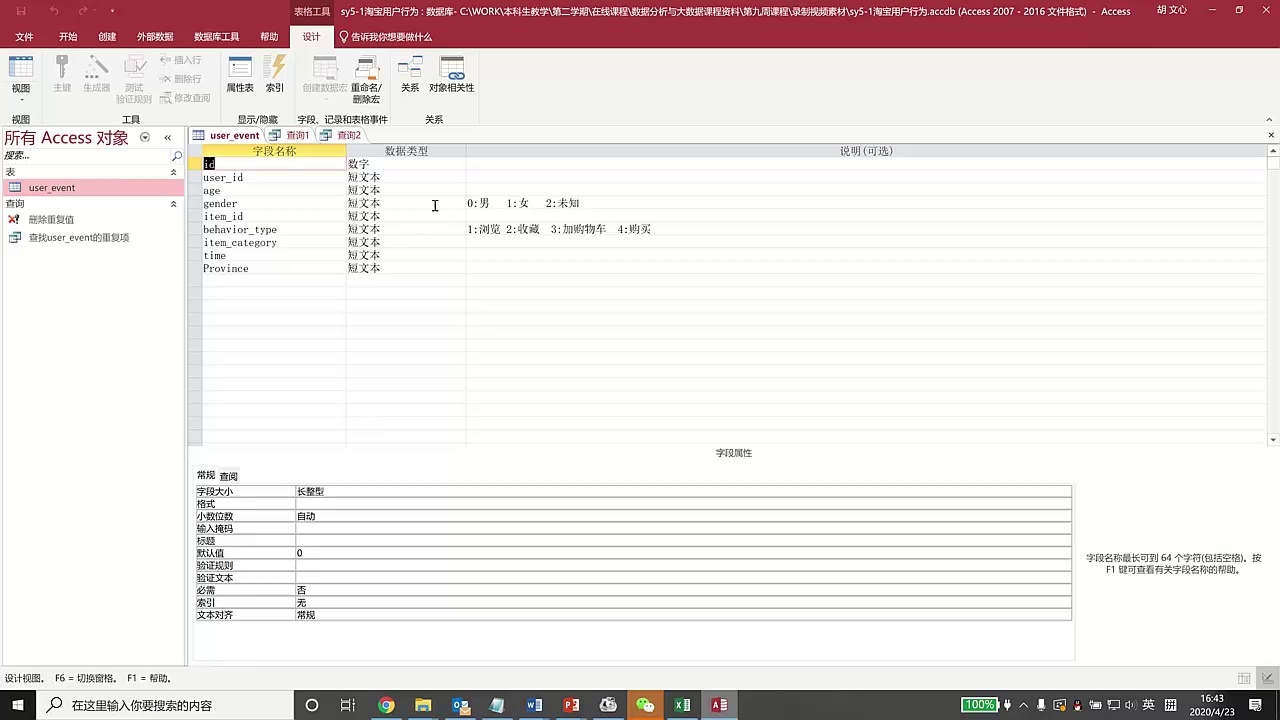 表格工具
sy5-1淘宝用户行为 : 数据库- C:\WORK\本科生教学\第二学期\在线课程\数据分析与大数据课程资料\第九周课程\录制视频素材\sy5-1淘宝用户行为.accdb (Access 2007 - 2016 文件格式) - Access
胡 文心
文件 开始 创建 外部数据 数据库工具 帮助 设计 告诉我你想要做什么
视图 主键 生成器 测试 验证规则 插入行 删除行 修改查阅 属性表 索引 创建数据宏 重命名/ 删除宏 关系 对象相关性
视图 工具 显示/隐藏 字段、记录和表格事件 关系
所有 Access 对象
搜索...
表
user_event
查询
删除重复值
查找user_event的重复项
user_event 查询1 查询2
字段名称 数据类型 说明(可选)
id 数字
user_id 短文本
age 短文本
gender 短文本 0:男 1:女 2:未知
item_id 短文本
behavior_type 短文本 1:浏览 2:收藏 3:加购物车 4:购买
item_category 短文本
time 短文本
Province 短文本
字段属性
常规 查阅
字段大小 长整型
格式
小数位数 自动
输入掩码
标题
默认值 0
验证规则
验证文本
必需 否
索引 无
文本对齐 常规
字段名称最长可到 64 个字符(包括空格)。按
F1 键可查看有关字段名称的帮助。
设计视图。 F6 = 切换窗格。 F1 = 帮助。
在这里输入你要搜索的内容
100%
英
拼
16:43
2020/4/23